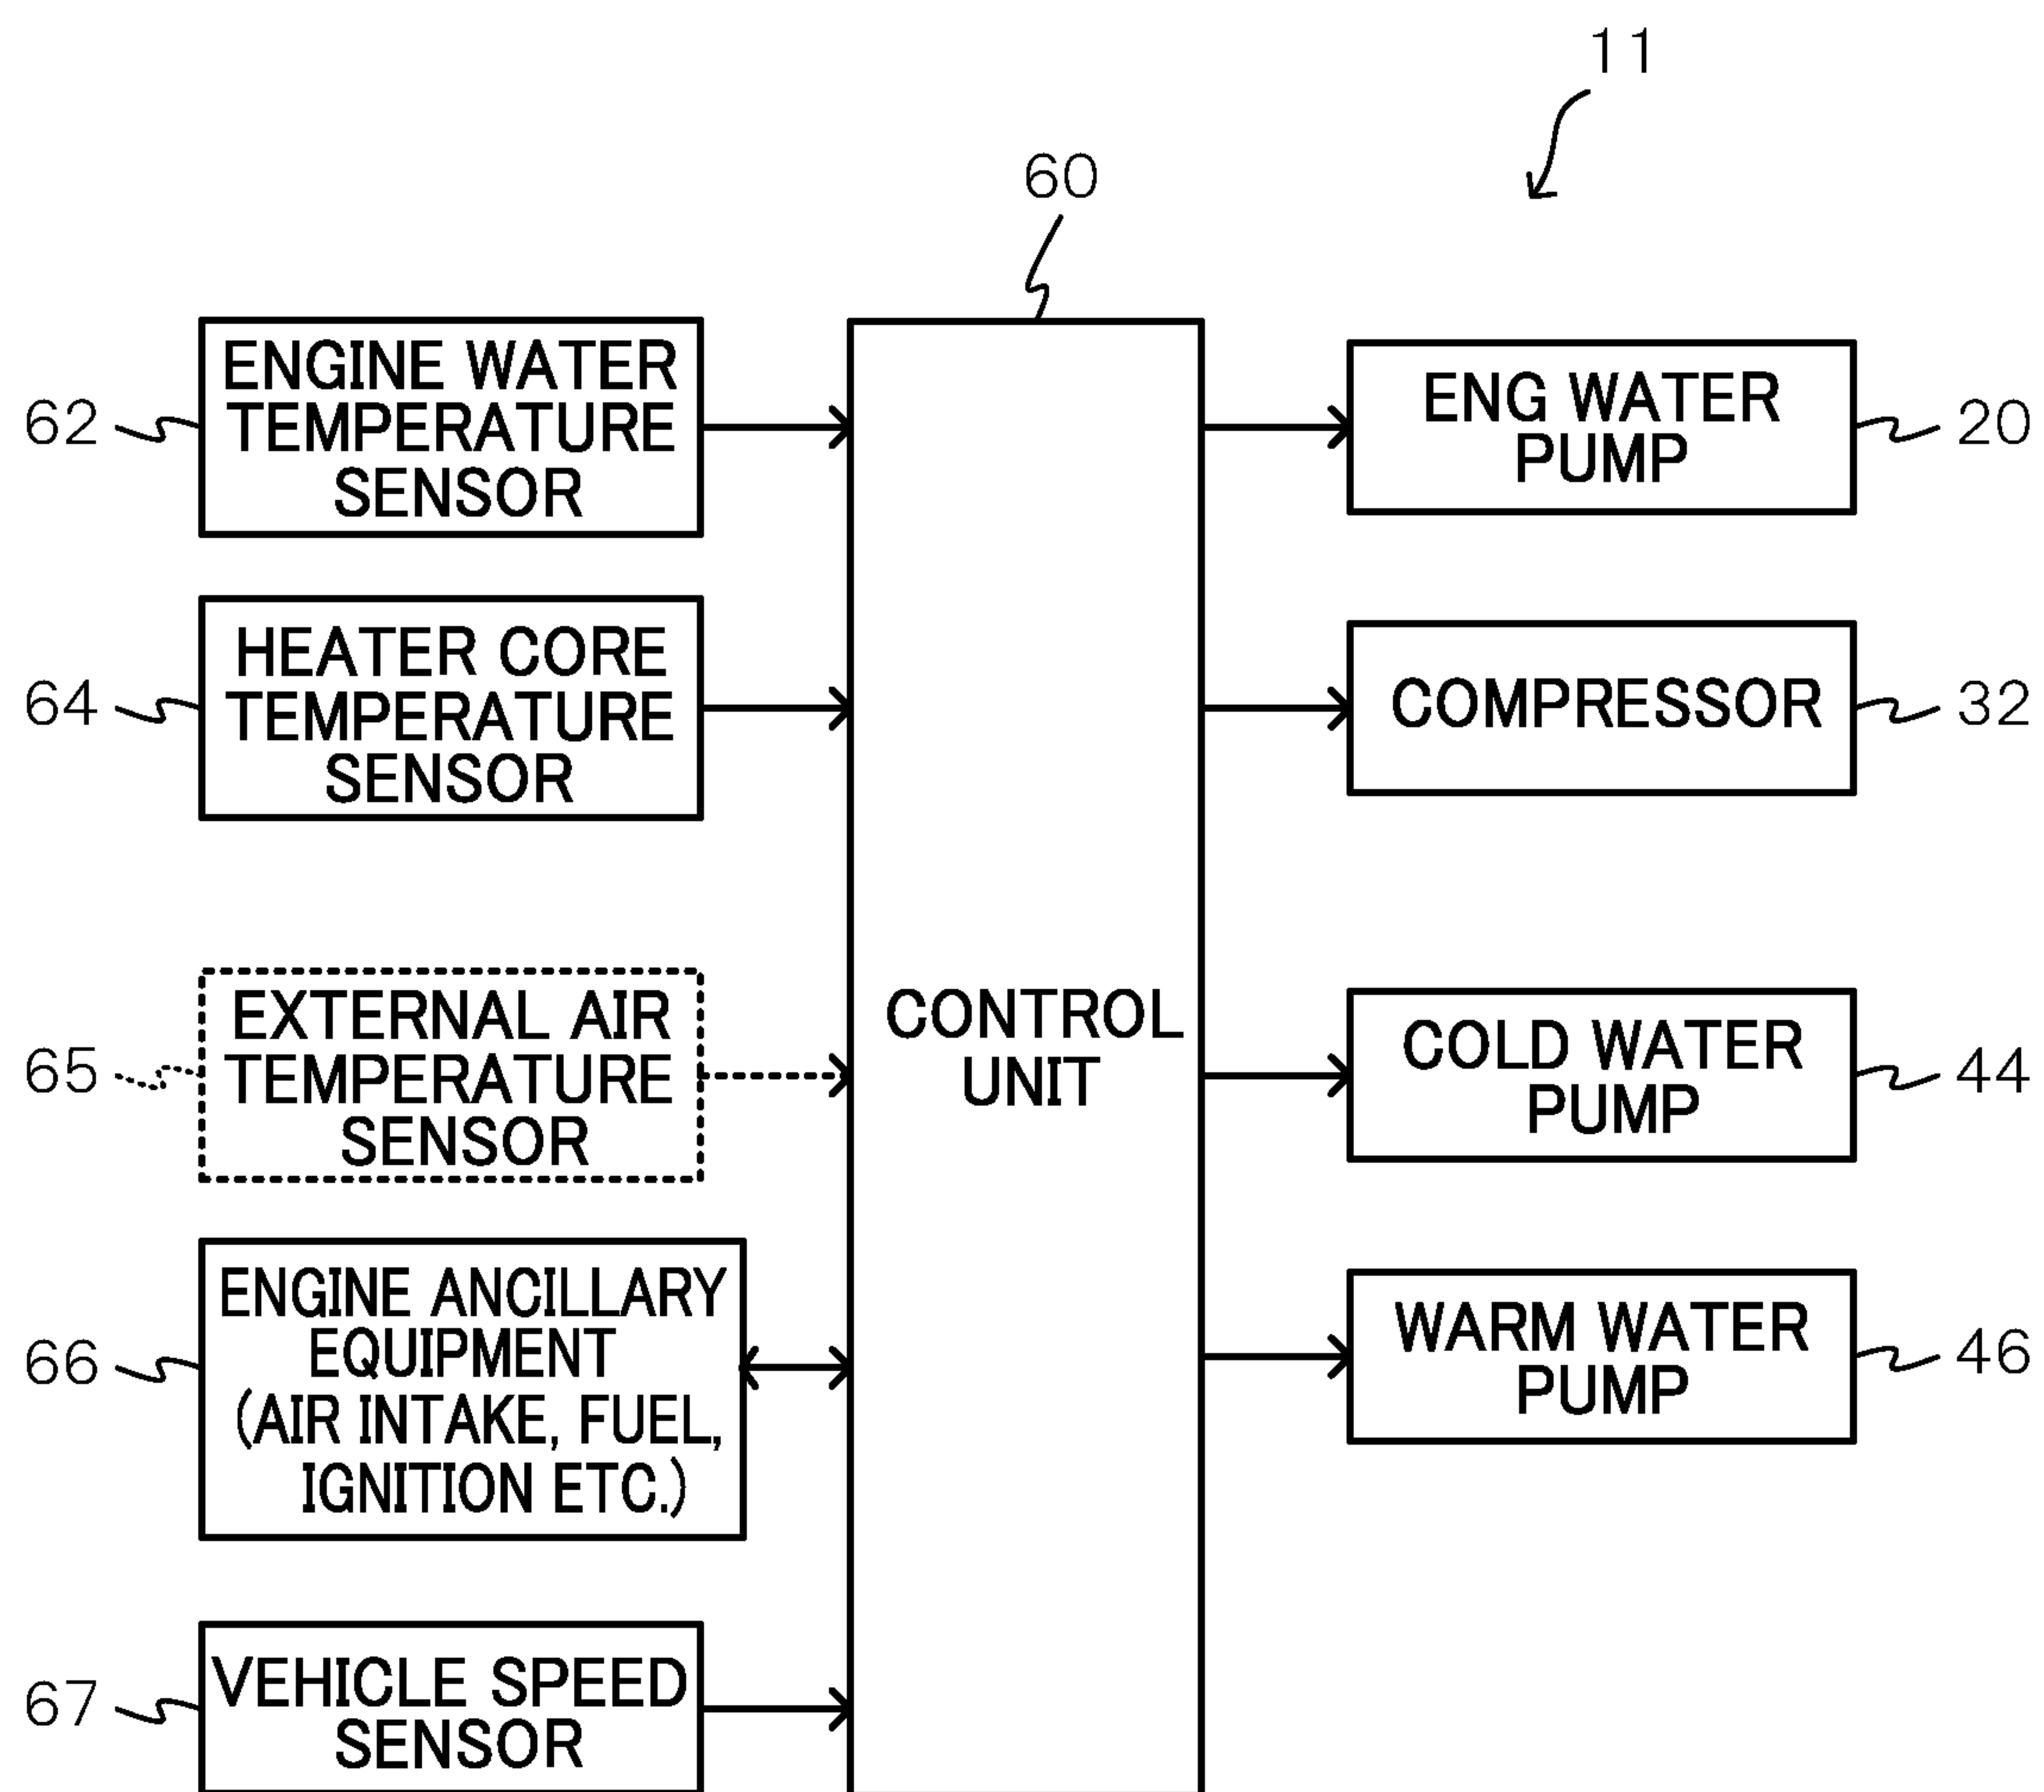 11
60
ENGINE WATER
TEMPERATURE
SENSOR
62
ENG WATER
PUMP
20
HEATER CORE
TEMPERATURE
SENSOR
64
COMPRESSOR
32
EXTERNAL AIR
TEMPERATURE
SENSOR
65
CONTROL
UNIT
COLD WATER
PUMP
44
ENGINE ANCILLARY
EQUIPMENT
(AIR INTAKE, FUEL,
IGNITION ETC.)
66
WARM WATER
PUMP
46
VEHICLE SPEED
SENSOR
67